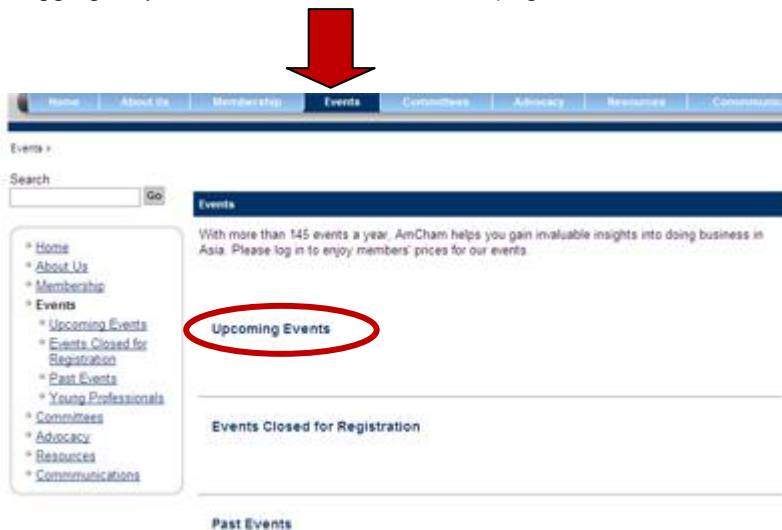 Home About Us Membership Events Committees Advocacy Resources
Events >
Search
Go
Events
With more than 145 events a year, AmCham helps you gain invaluable insights into doing business in
Asia. Please log in to enjoy members' prices for our events.
Home
About Us
Membership
Events
Upcoming Events
Events Closed for
Registration
Past Events
Young Professionals
Committees
Advocacy
Resources
Commmunications
Upcoming Events
Events Closed for Registration
Past Events